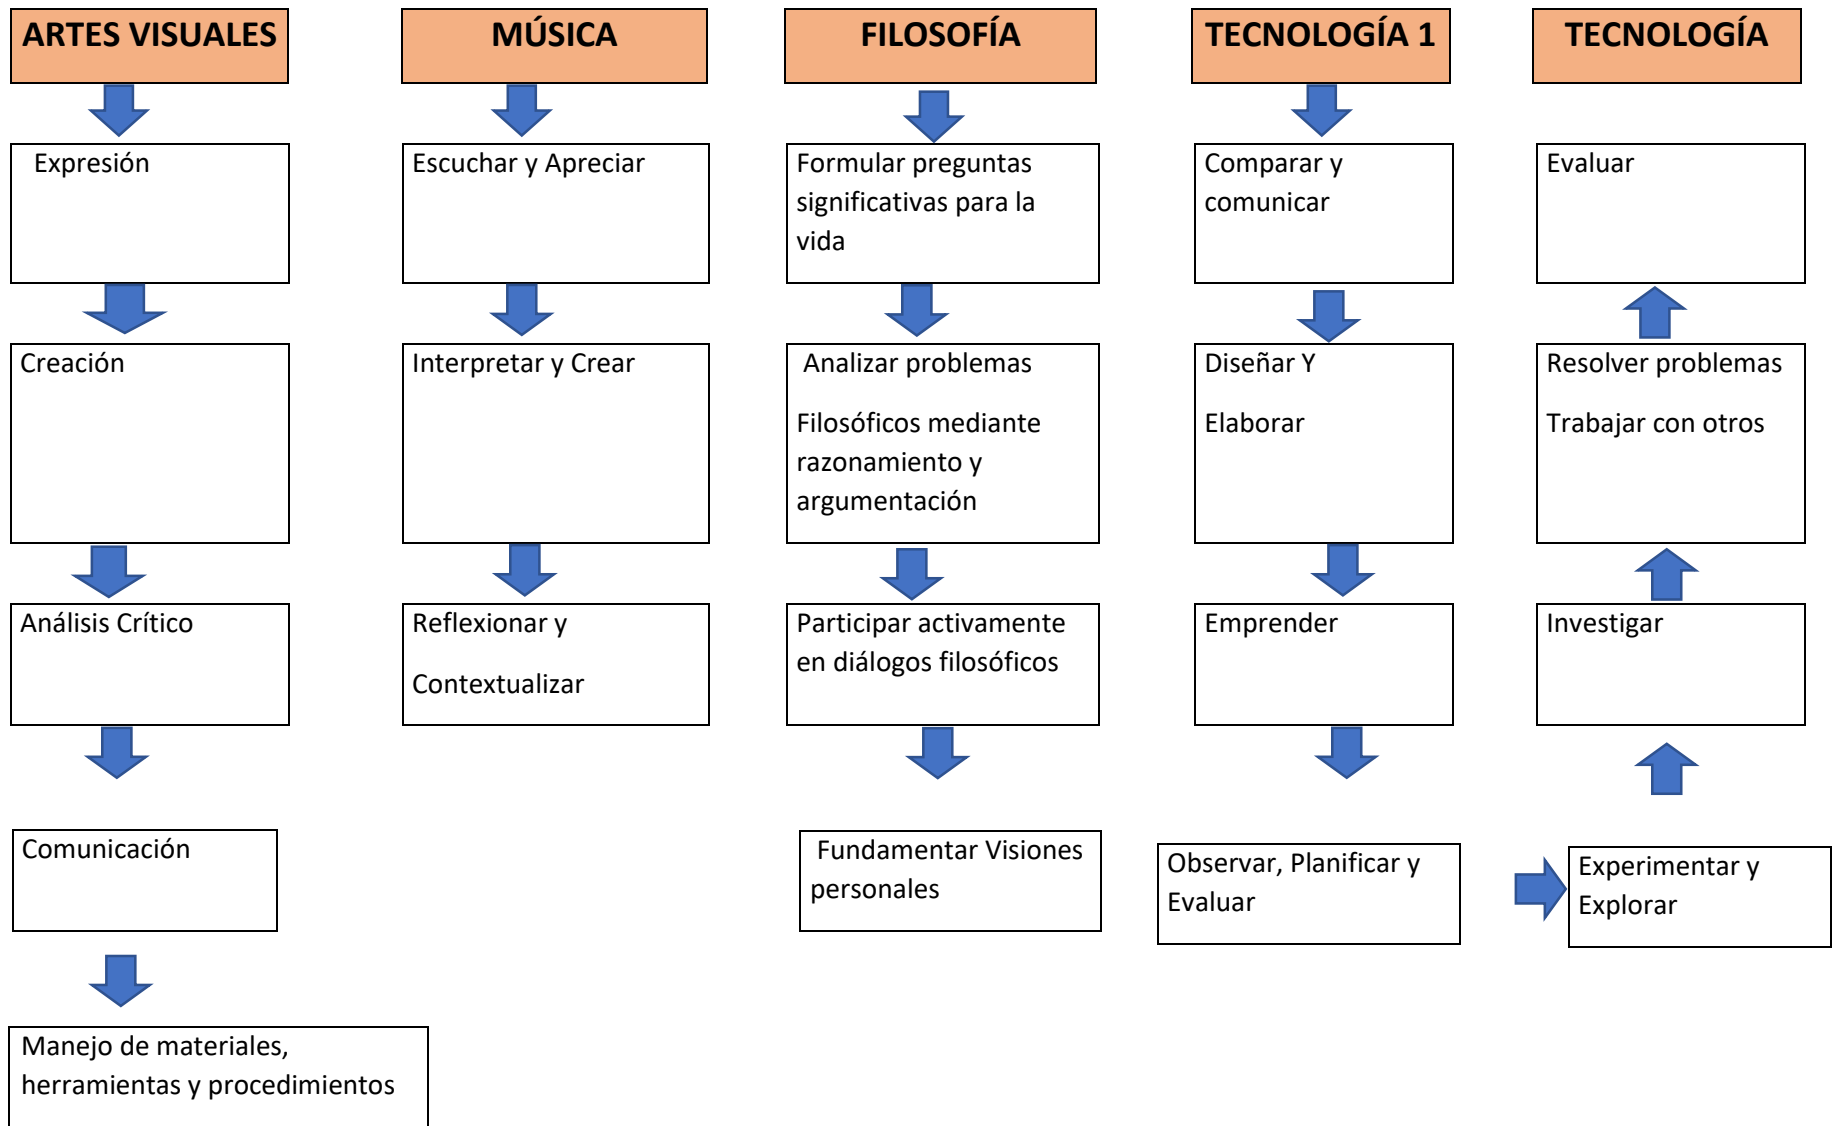 ARTES VISUALES
MÚSICA
FILOSOFÍA
TECNOLOGÍA 1
TECNOLOGÍA
Expresión
Escuchar y Apreciar
Formular preguntas
significativas para la
vida
Comparar y
comunicar
Evaluar
Creación
Interpretar y Crear
Analizar problemas
Filosóficos mediante
razonamiento y
argumentación
Diseñar Y
Elaborar
Resolver problemas
Trabajar con otros
Análisis Crítico
Reflexionar y
Contextualizar
Participar activamente
en diálogos filosóficos
Emprender
Investigar
Comunicación
Fundamentar Visiones
personales
Observar, Planificar y
Evaluar
Experimentar y
Explorar
Manejo de materiales,
herramientas y procedimientos